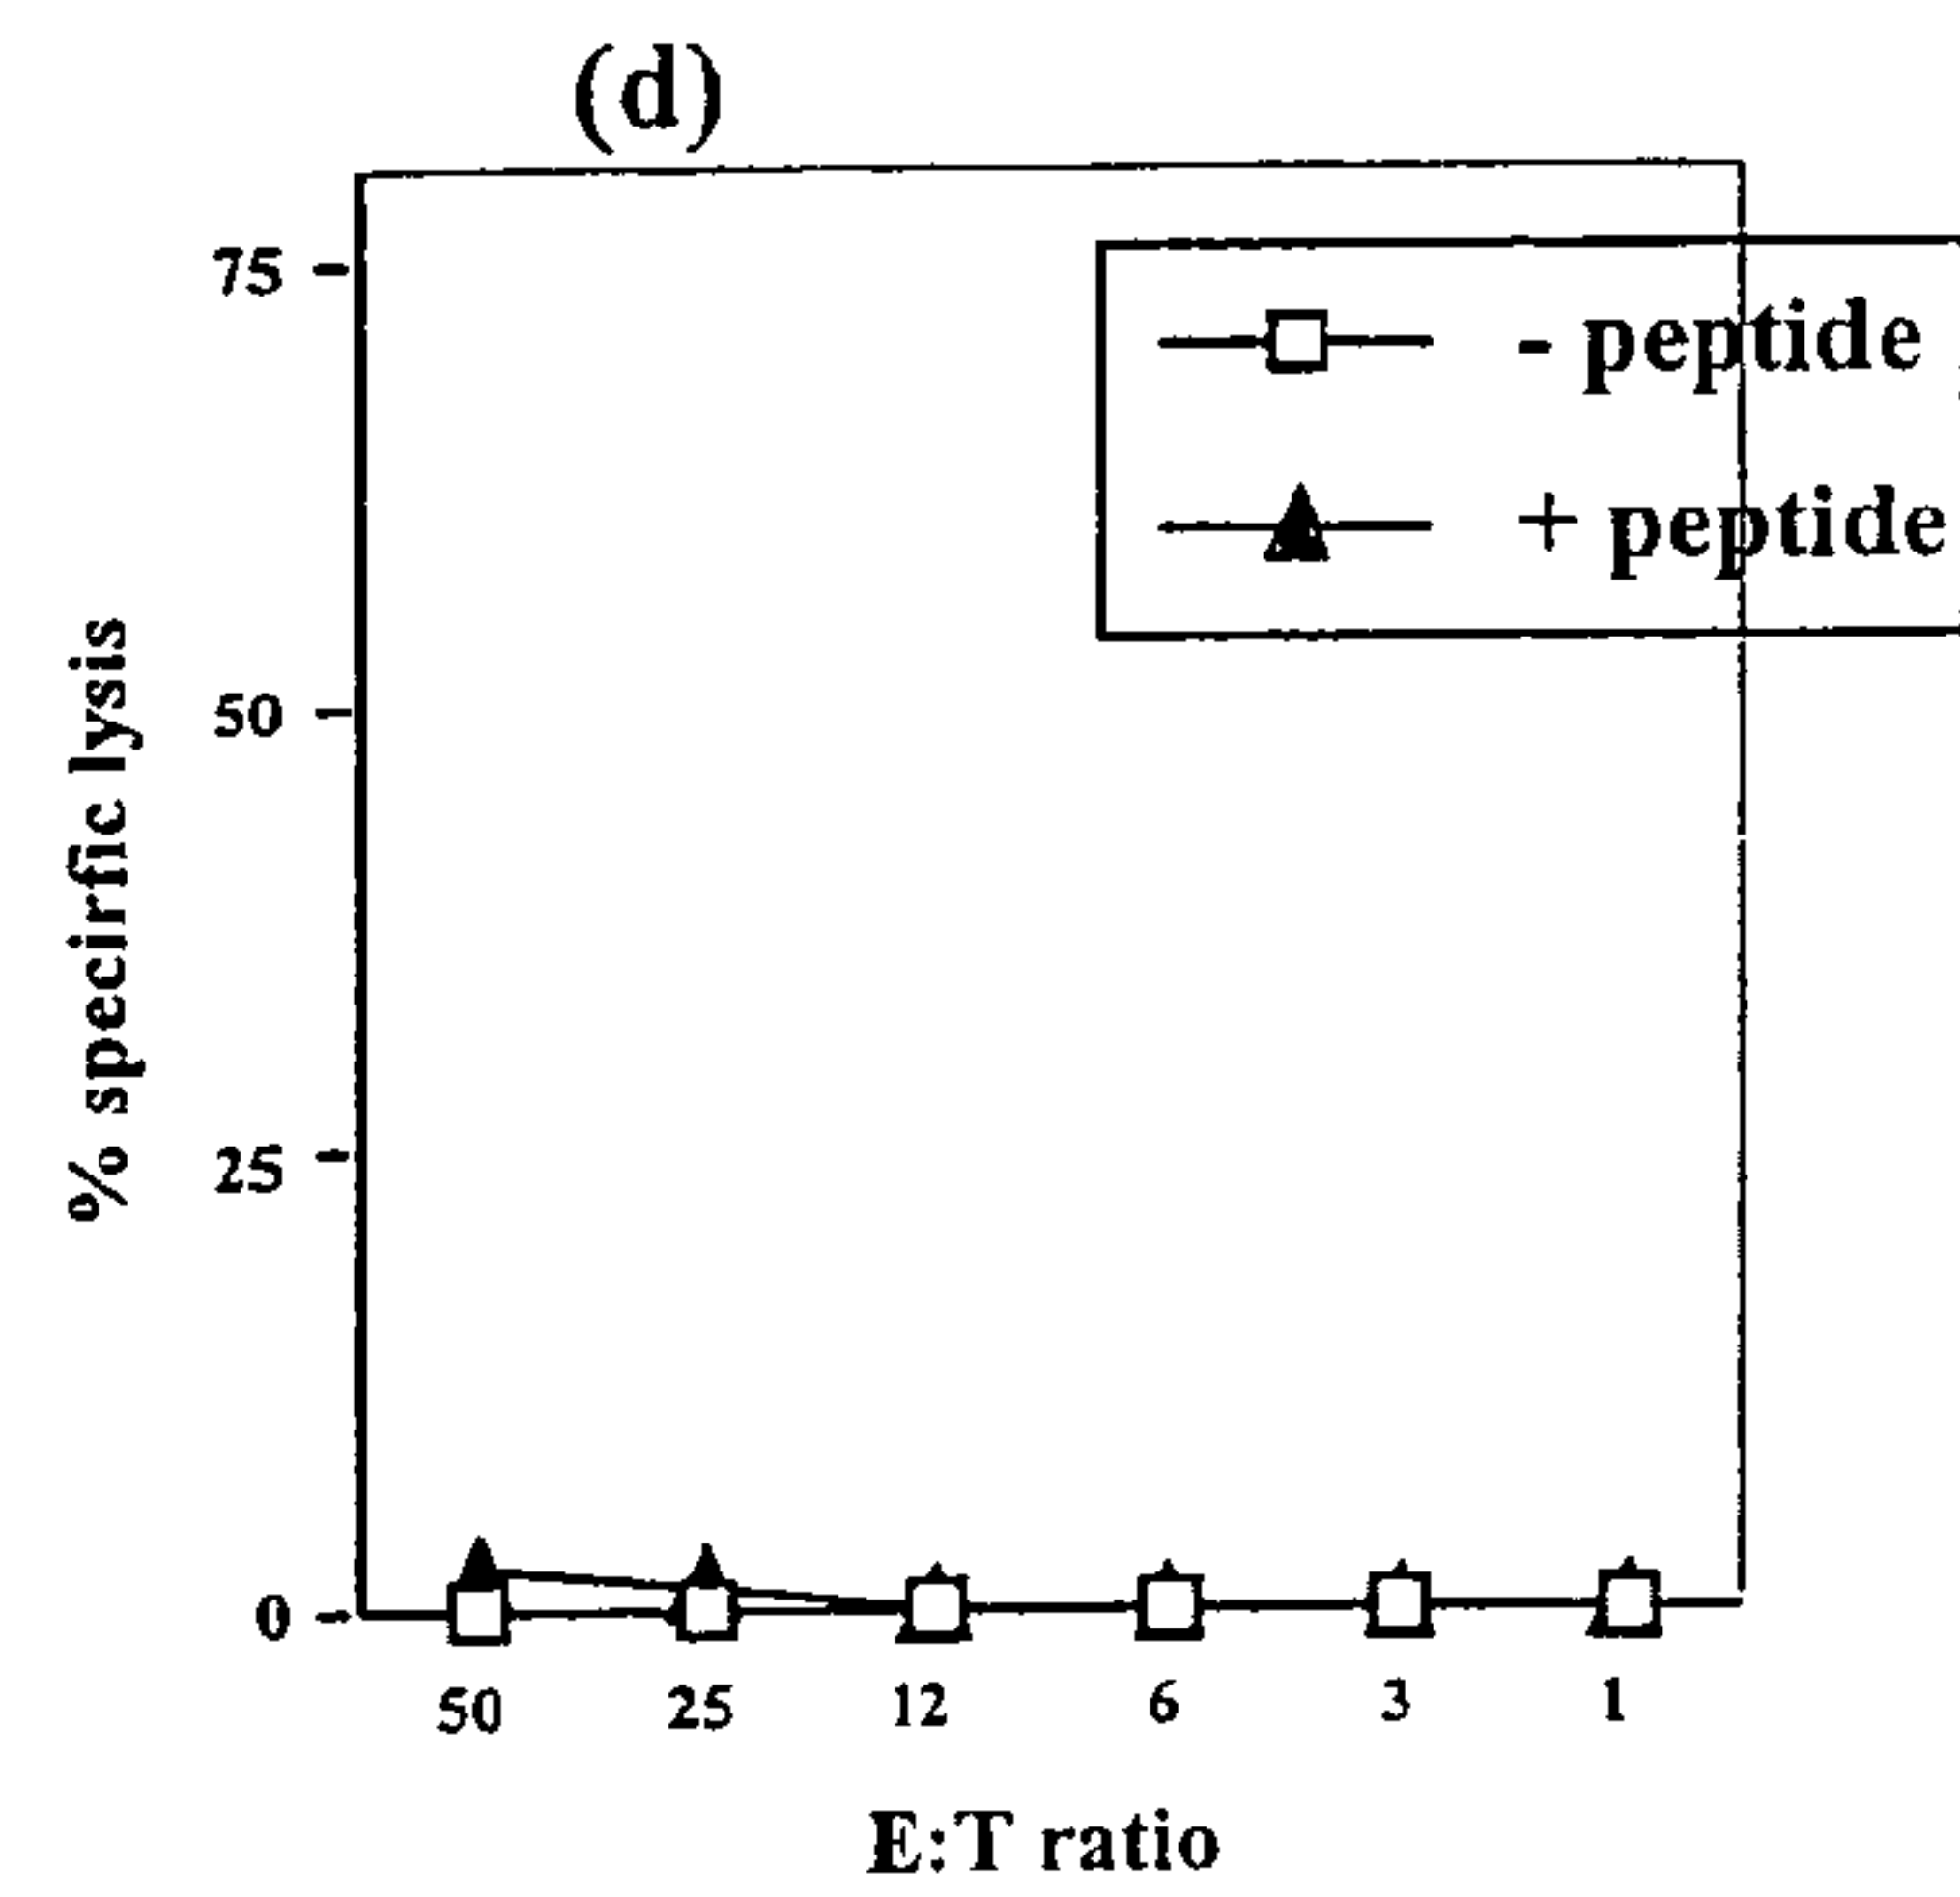 (d)
75
- peptide
+ peptide
50
25
0
% specirfic lysis
50 25 12 6 3 1
E:T ratio